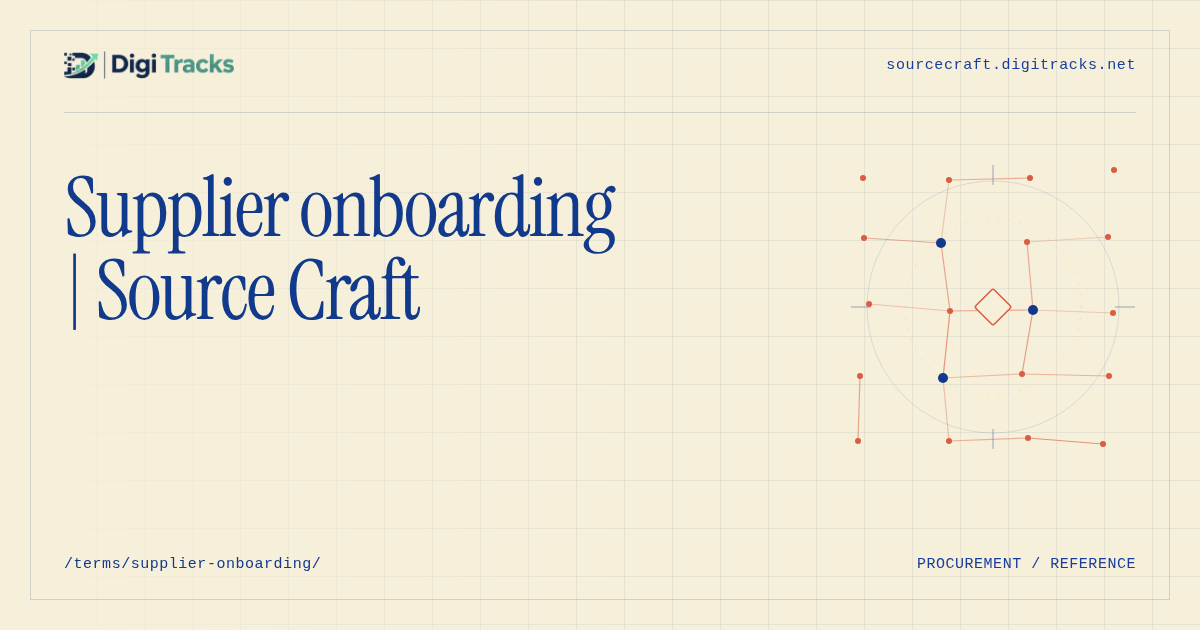 Digi Tracks
sourcecraft.digitracks.net
Supplier onboarding
| Source Craft
/terms/supplier-onboarding/
PROCUREMENT / REFERENCE